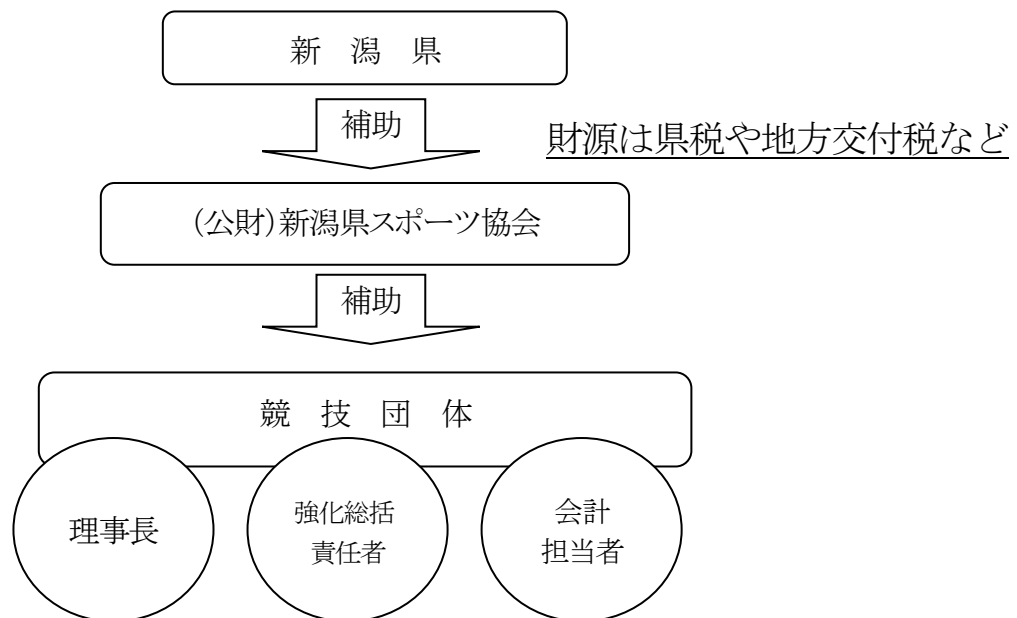 新　潟　県
補助
財源は県税や地方交付税など
（公財）新潟県スポーツ協会
補助
競　技　団　体
理事長
強化総括
責任者
会計
担当者